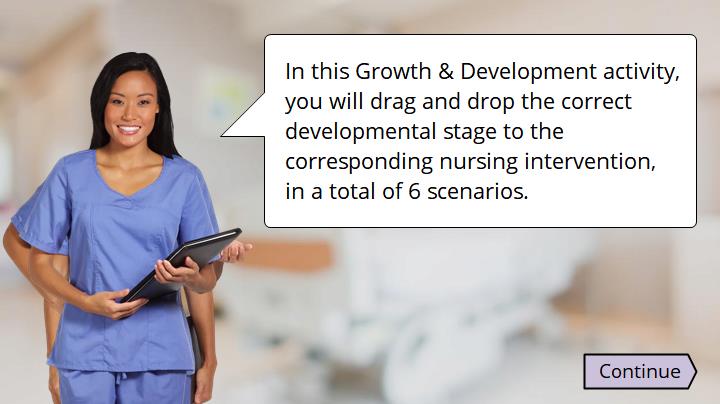 In this Growth & Development activity,
you will drag and drop the correct
developmental stage to the
corresponding nursing intervention,
in a total of 6 scenarios.
Continue